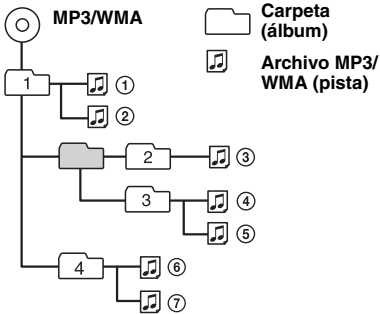 MP3/WMA
Carpeta
(álbum)
Archivo MP3/
WMA (pista)
1
①
②
2
③
3
④
⑤
4
⑥
⑦